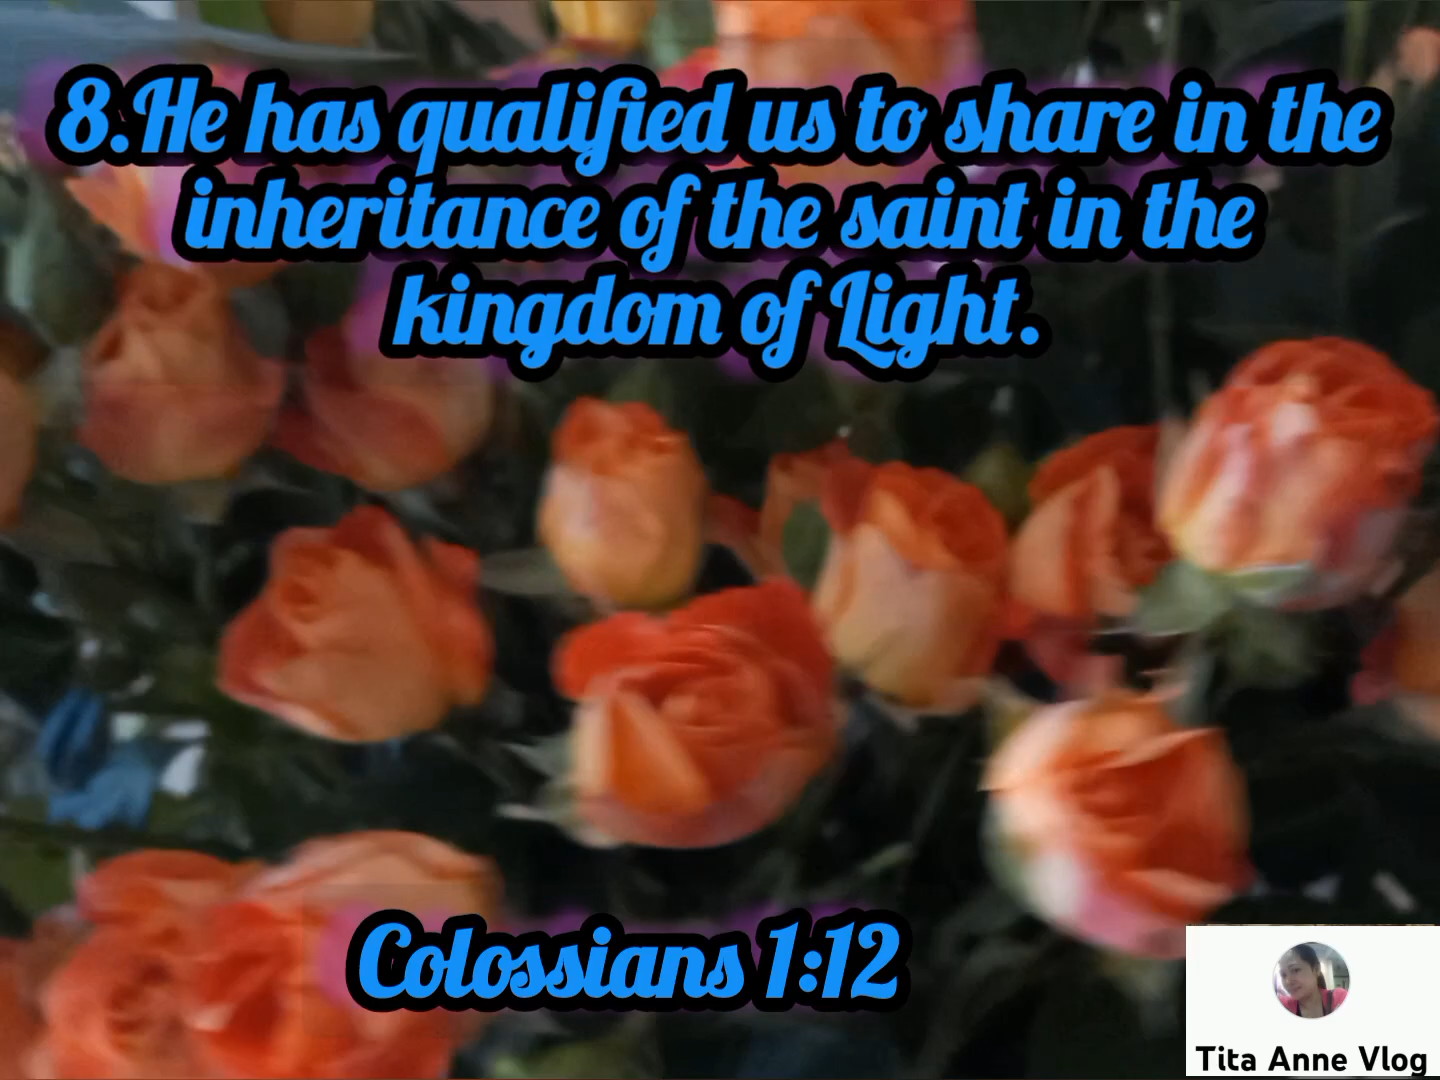 8.He has qualified us to share in the
inheritance of the saint in the
kingdom of Light.
Colossians 1:12
Tita Anne Vlog